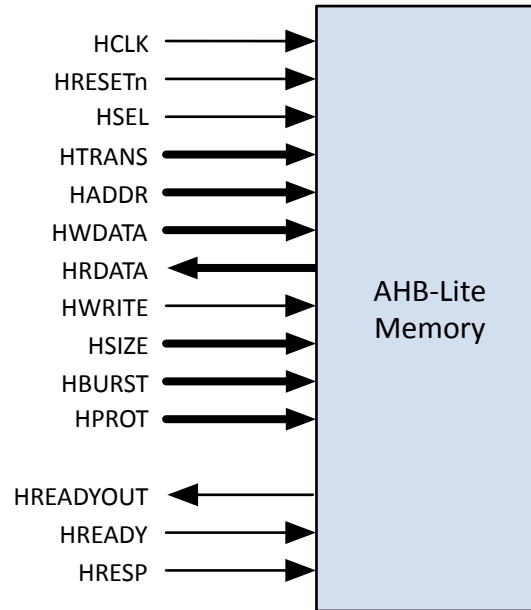 HCLK
HRESETn
HSEL
HTRANS
HADDR
HWDATA
HRDATA
HWRITE
HSIZE
HBURST
HPROT
HREADYOUT
HREADY
HRESP
AHB-Lite
Memory